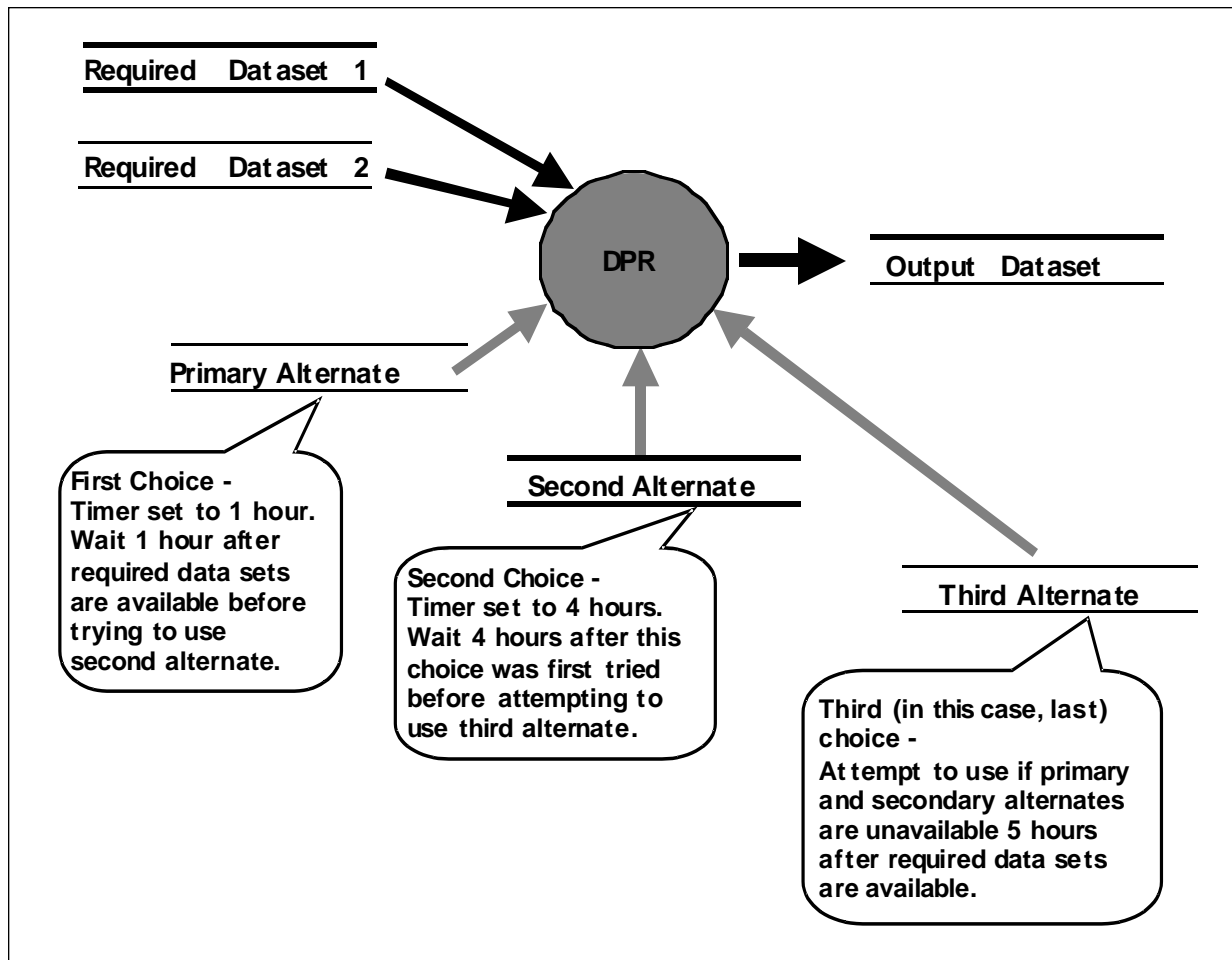 Required Dataset 1
Required Dataset 2
DPR
Output Dataset
Primary Alternate
First Choice -
Timer set to 1 hour.
Wait 1 hour after
required data sets
are available before
trying to use
second alternate.
Second Alternate
Second Choice -
Timer set to 4 hours.
Wait 4 hours after this
choice was first tried
before attempting to
use third alternate.
Third Alternate
Third (in this case, last)
choice -
Attempt to use if primary
and secondary alternates
are unavailable 5 hours
after required data sets
are available.